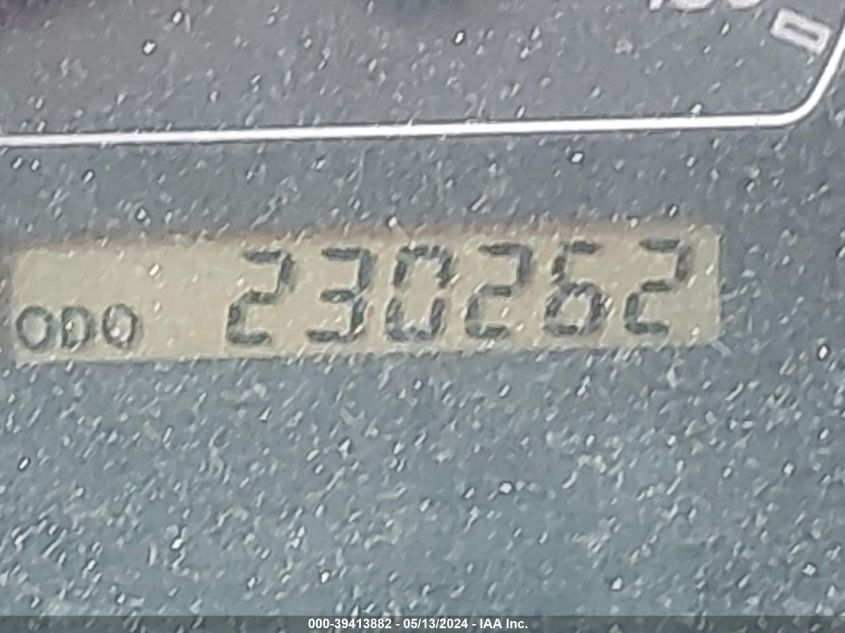 ODO 230262
000-39413882 - 05/13/2024 - IAA Inc.